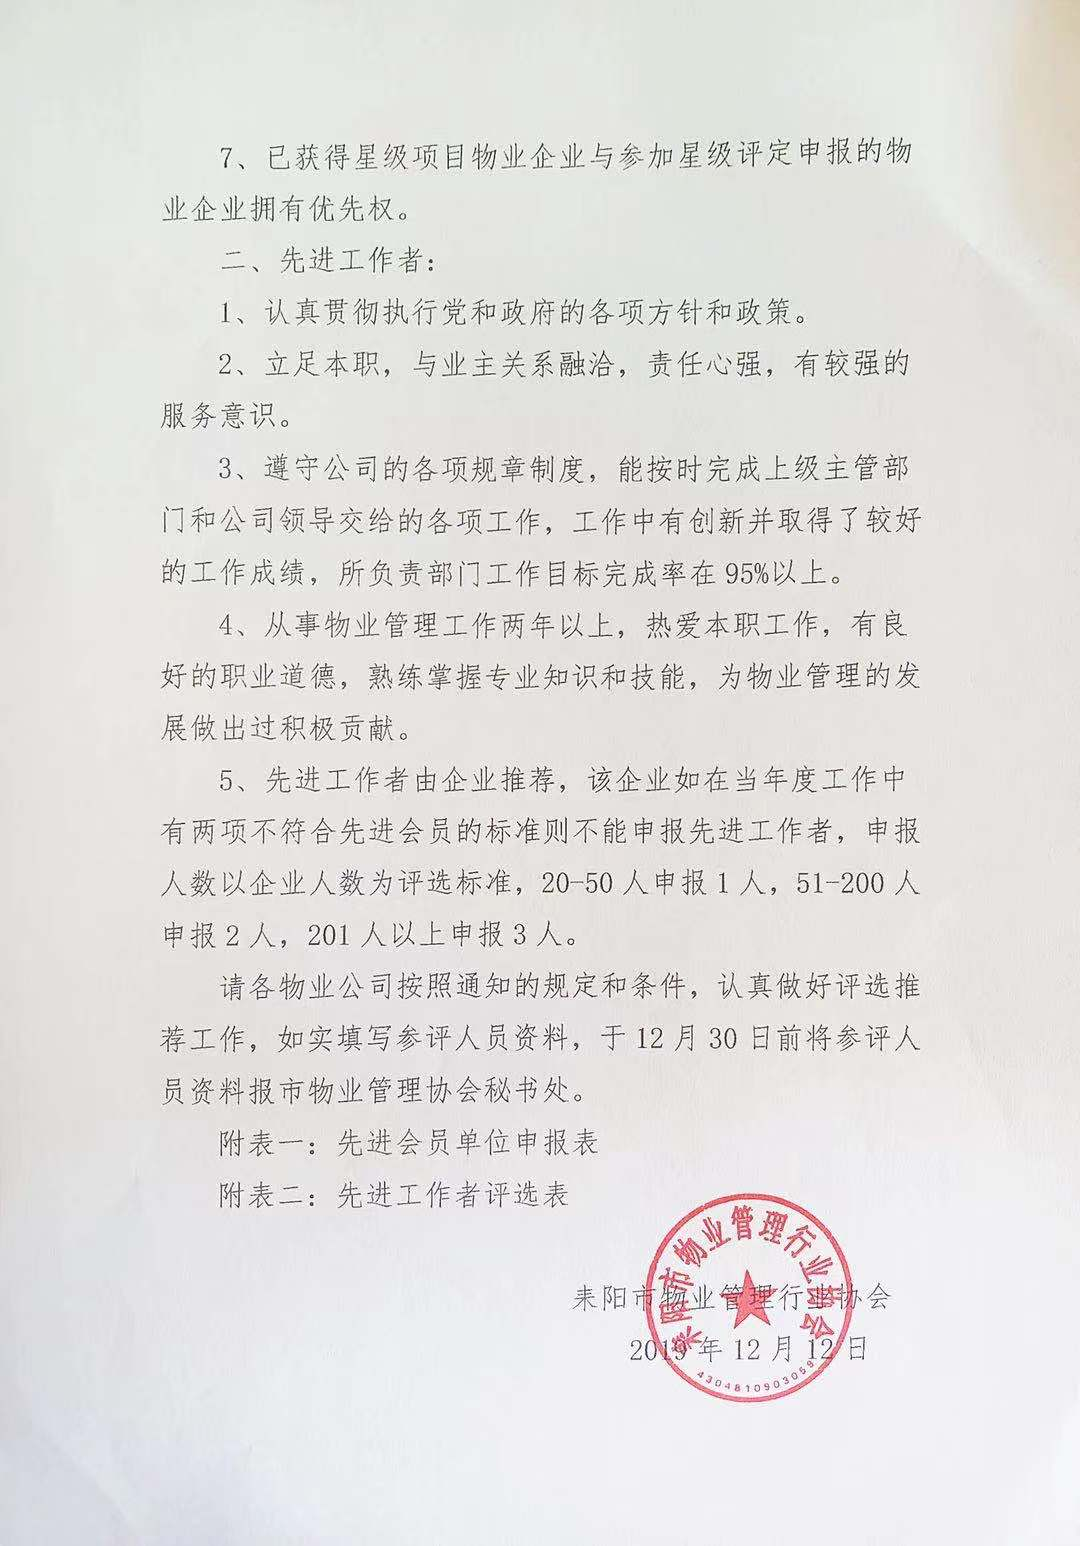 7、已获得星级项目物业企业与参加星级评定申报的物
业企业拥有优先权。
二、先进工作者：
1、认真贯彻执行党和政府的各项方针和政策。
2、立足本职，与业主关系融洽，责任心强，有较强的
服务意识。
3、遵守公司的各项规章制度，能按时完成上级主管部
门和公司领导交给的各项工作，工作中有创新并取得了较好
的工作成绩，所负责部门工作目标完成率在95%以上。
4、从事物业管理工作两年以上，热爱本职工作，有良
好的职业道德，熟练掌握专业知识和技能，为物业管理的发
展做出过积极贡献。
5、先进工作者由企业推荐，该企业如在当年度工作中
有两项不符合先进会员的标准则不能申报先进工作者，申报
人数以企业人数为评选标准，20-50人申报1人，51-200人
申报2人，201人以上申报3人。
请各物业公司按照通知的规定和条件，认真做好评选推
荐工作，如实填写参评人员资料，于12月30日前将参评人
员资料报市物业管理协会秘书处。
附表一：先进会员单位申报表
附表二：先进工作者评选表
耒阳市物业管理行业协会
2019年12月12日
耒阳市物业管理行业协会
4304810903059